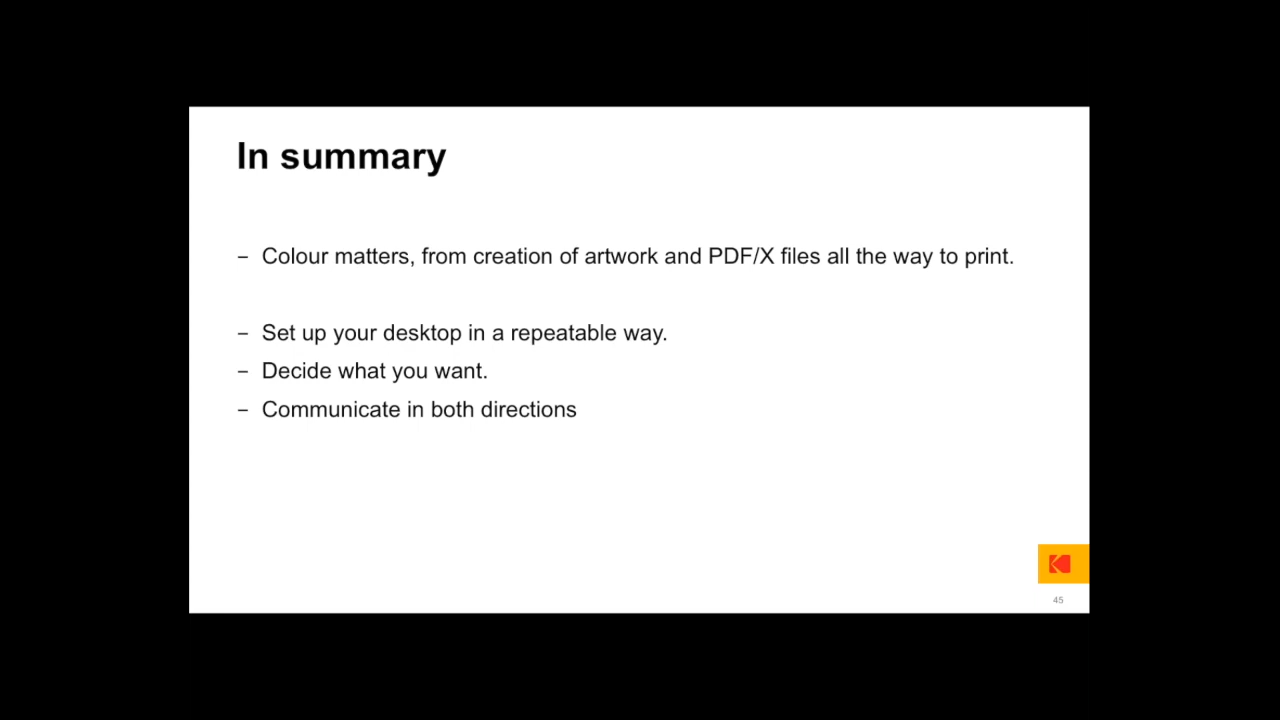 In summary
– Colour matters, from creation of artwork and PDF/X files all the way to print.
– Set up your desktop in a repeatable way.
– Decide what you want.
– Communicate in both directions
45